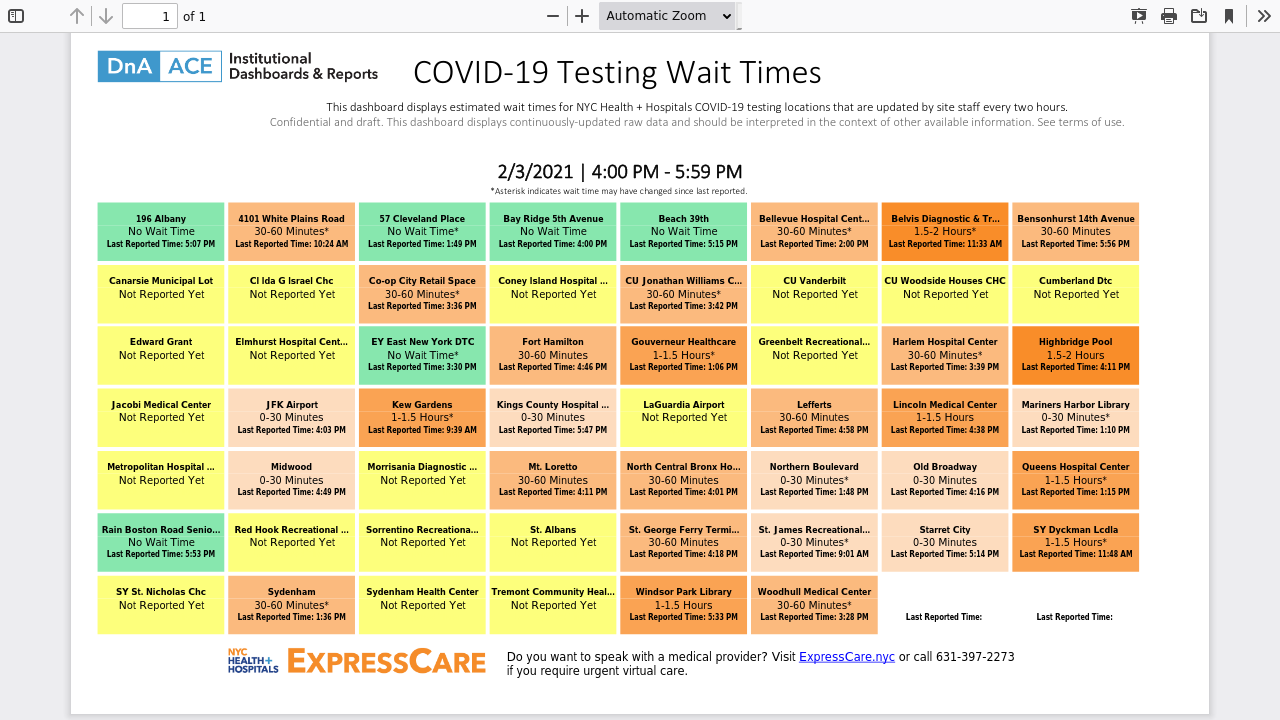 1 of 1 Automatic Zoom
DnA ACE Institutional Dashboards & Reports
COVID-19 Testing Wait Times
This dashboard displays estimated wait times for NYC Health + Hospitals COVID-19 testing locations that are updated by site staff every two hours.
Confidential and draft. This dashboard displays continuously-updated raw data and should be interpreted in the context of other available information. See terms of use.
2/3/2021 | 4:00 PM - 5:59 PM
*Asterisk indicates wait time may have changed since last reported.
196 Albany
No Wait Time
Last Reported Time: 5:07 PM
4101 White Plains Road
30-60 Minutes*
Last Reported Time: 10:24 AM
57 Cleveland Place
No Wait Time*
Last Reported Time: 1:49 PM
Bay Ridge 5th Avenue
No Wait Time
Last Reported Time: 4:00 PM
Beach 39th
No Wait Time
Last Reported Time: 5:15 PM
Bellevue Hospital Cent...
30-60 Minutes*
Last Reported Time: 2:00 PM
Belvis Diagnostic & Tr...
1.5-2 Hours*
Last Reported Time: 11:33 AM
Bensonhurst 14th Avenue
30-60 Minutes
Last Reported Time: 5:56 PM
Canarsie Municipal Lot
Not Reported Yet
Cl Ida G Israel Chc
Not Reported Yet
Co-op City Retail Space
30-60 Minutes*
Last Reported Time: 3:36 PM
Coney Island Hospital ...
Not Reported Yet
CU Jonathan Williams C...
30-60 Minutes*
Last Reported Time: 3:42 PM
CU Vanderbilt
Not Reported Yet
CU Woodside Houses CHC
Not Reported Yet
Cumberland Dtc
Not Reported Yet
Edward Grant
Not Reported Yet
Elmhurst Hospital Cent...
Not Reported Yet
EY East New York DTC
No Wait Time*
Last Reported Time: 3:30 PM
Fort Hamilton
30-60 Minutes
Last Reported Time: 4:46 PM
Gouverneur Healthcare
1-1.5 Hours*
Last Reported Time: 1:06 PM
Greenbelt Recreational...
Not Reported Yet
Harlem Hospital Center
30-60 Minutes*
Last Reported Time: 3:39 PM
Highbridge Pool
1.5-2 Hours
Last Reported Time: 4:11 PM
Jacobi Medical Center
Not Reported Yet
JFK Airport
0-30 Minutes
Last Reported Time: 4:03 PM
Kew Gardens
1-1.5 Hours*
Last Reported Time: 9:39 AM
Kings County Hospital ...
0-30 Minutes
Last Reported Time: 5:47 PM
LaGuardia Airport
Not Reported Yet
Lefferts
30-60 Minutes
Last Reported Time: 4:58 PM
Lincoln Medical Center
1-1.5 Hours
Last Reported Time: 4:38 PM
Mariners Harbor Library
0-30 Minutes*
Last Reported Time: 1:10 PM
Metropolitan Hospital ...
Not Reported Yet
Midwood
0-30 Minutes
Last Reported Time: 4:49 PM
Morrisania Diagnostic ...
Not Reported Yet
Mt. Loretto
30-60 Minutes
Last Reported Time: 4:11 PM
North Central Bronx Ho...
30-60 Minutes
Last Reported Time: 4:01 PM
Northern Boulevard
0-30 Minutes*
Last Reported Time: 1:48 PM
Old Broadway
0-30 Minutes
Last Reported Time: 4:16 PM
Queens Hospital Center
1-1.5 Hours*
Last Reported Time: 1:15 PM
Rain Boston Road Senio...
No Wait Time
Last Reported Time: 5:53 PM
Red Hook Recreational ...
Not Reported Yet
Sorrentino Recreationa...
Not Reported Yet
St. Albans
Not Reported Yet
St. George Ferry Termi...
30-60 Minutes
Last Reported Time: 4:18 PM
St. James Recreational...
0-30 Minutes*
Last Reported Time: 9:01 AM
Starret City
0-30 Minutes
Last Reported Time: 5:14 PM
SY Dyckman Lcdla
1-1.5 Hours*
Last Reported Time: 11:48 AM
SY St. Nicholas Chc
Not Reported Yet
Sydenham
30-60 Minutes*
Last Reported Time: 1:36 PM
Sydenham Health Center
Not Reported Yet
Tremont Community Heal...
Not Reported Yet
Windsor Park Library
1-1.5 Hours
Last Reported Time: 5:33 PM
Woodhull Medical Center
30-60 Minutes*
Last Reported Time: 3:28 PM
Last Reported Time:
Last Reported Time:
NYC HEALTH+ HOSPITALS
EXPRESSCARE
Do you want to speak with a medical provider? Visit ExpressCare.nyc or call 631-397-2273
if you require urgent virtual care.